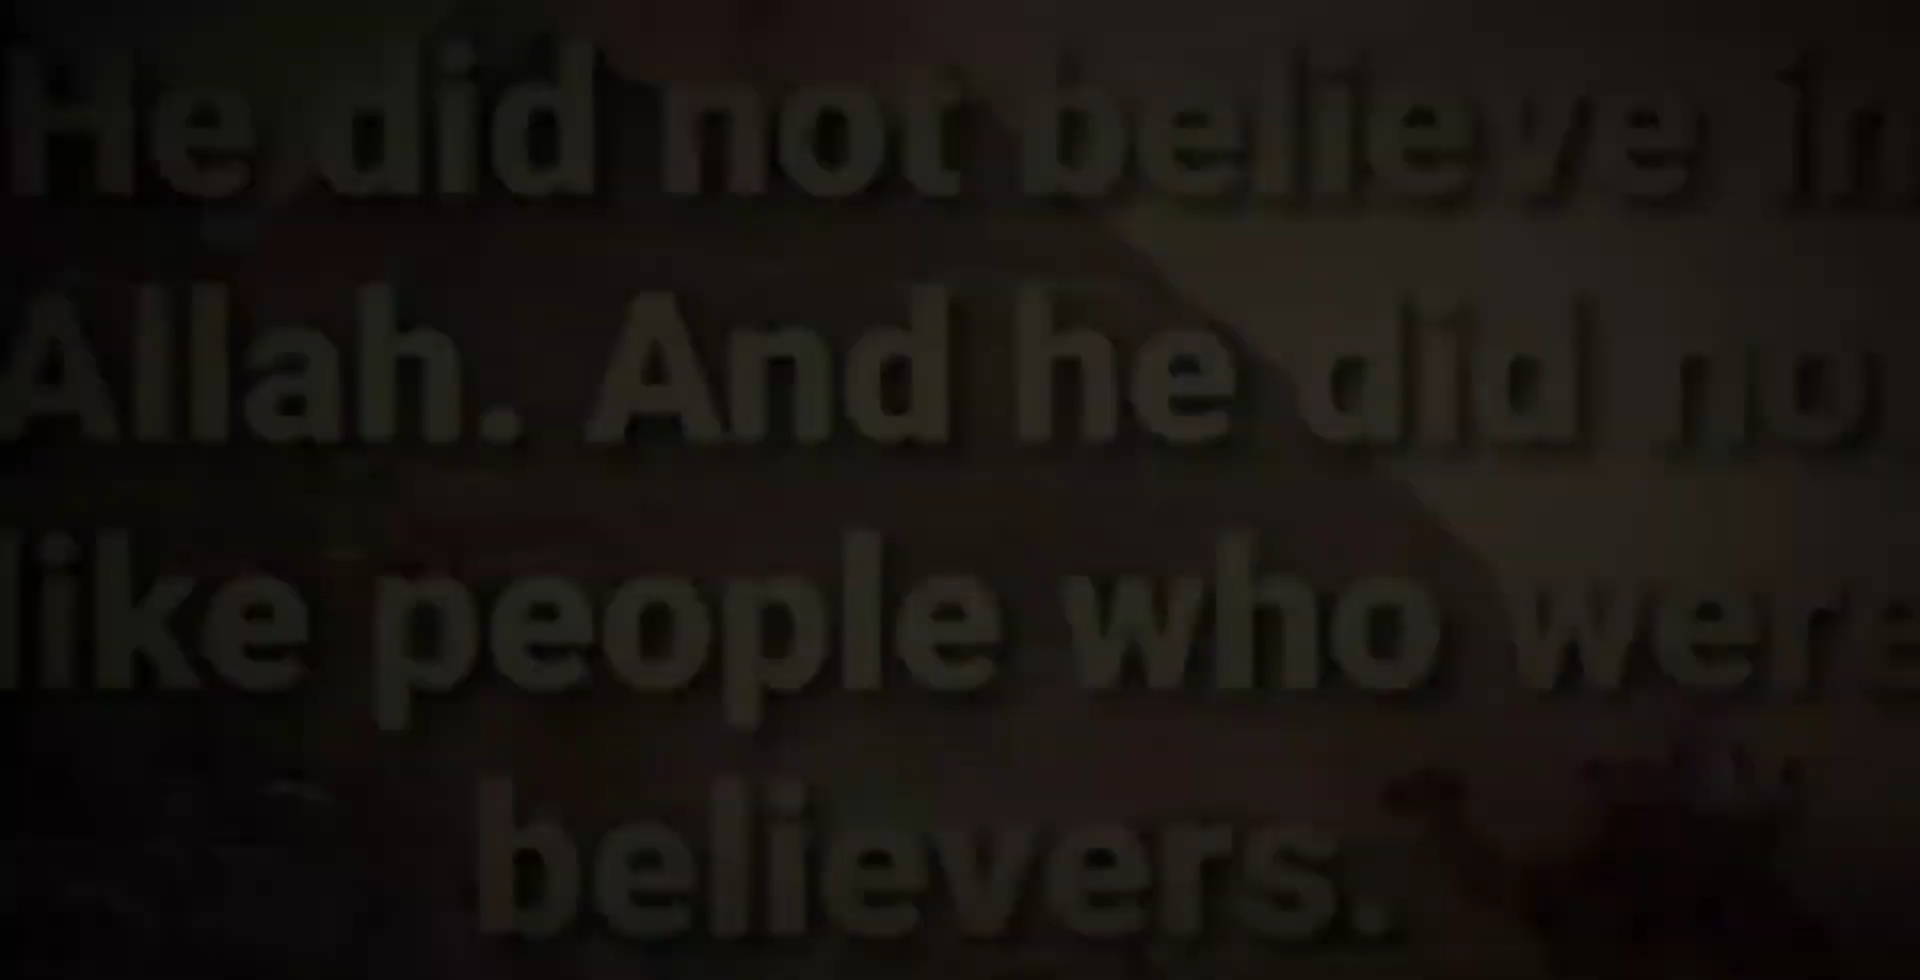 He did not believe in
Allah. And he did no
like people who were
believers.